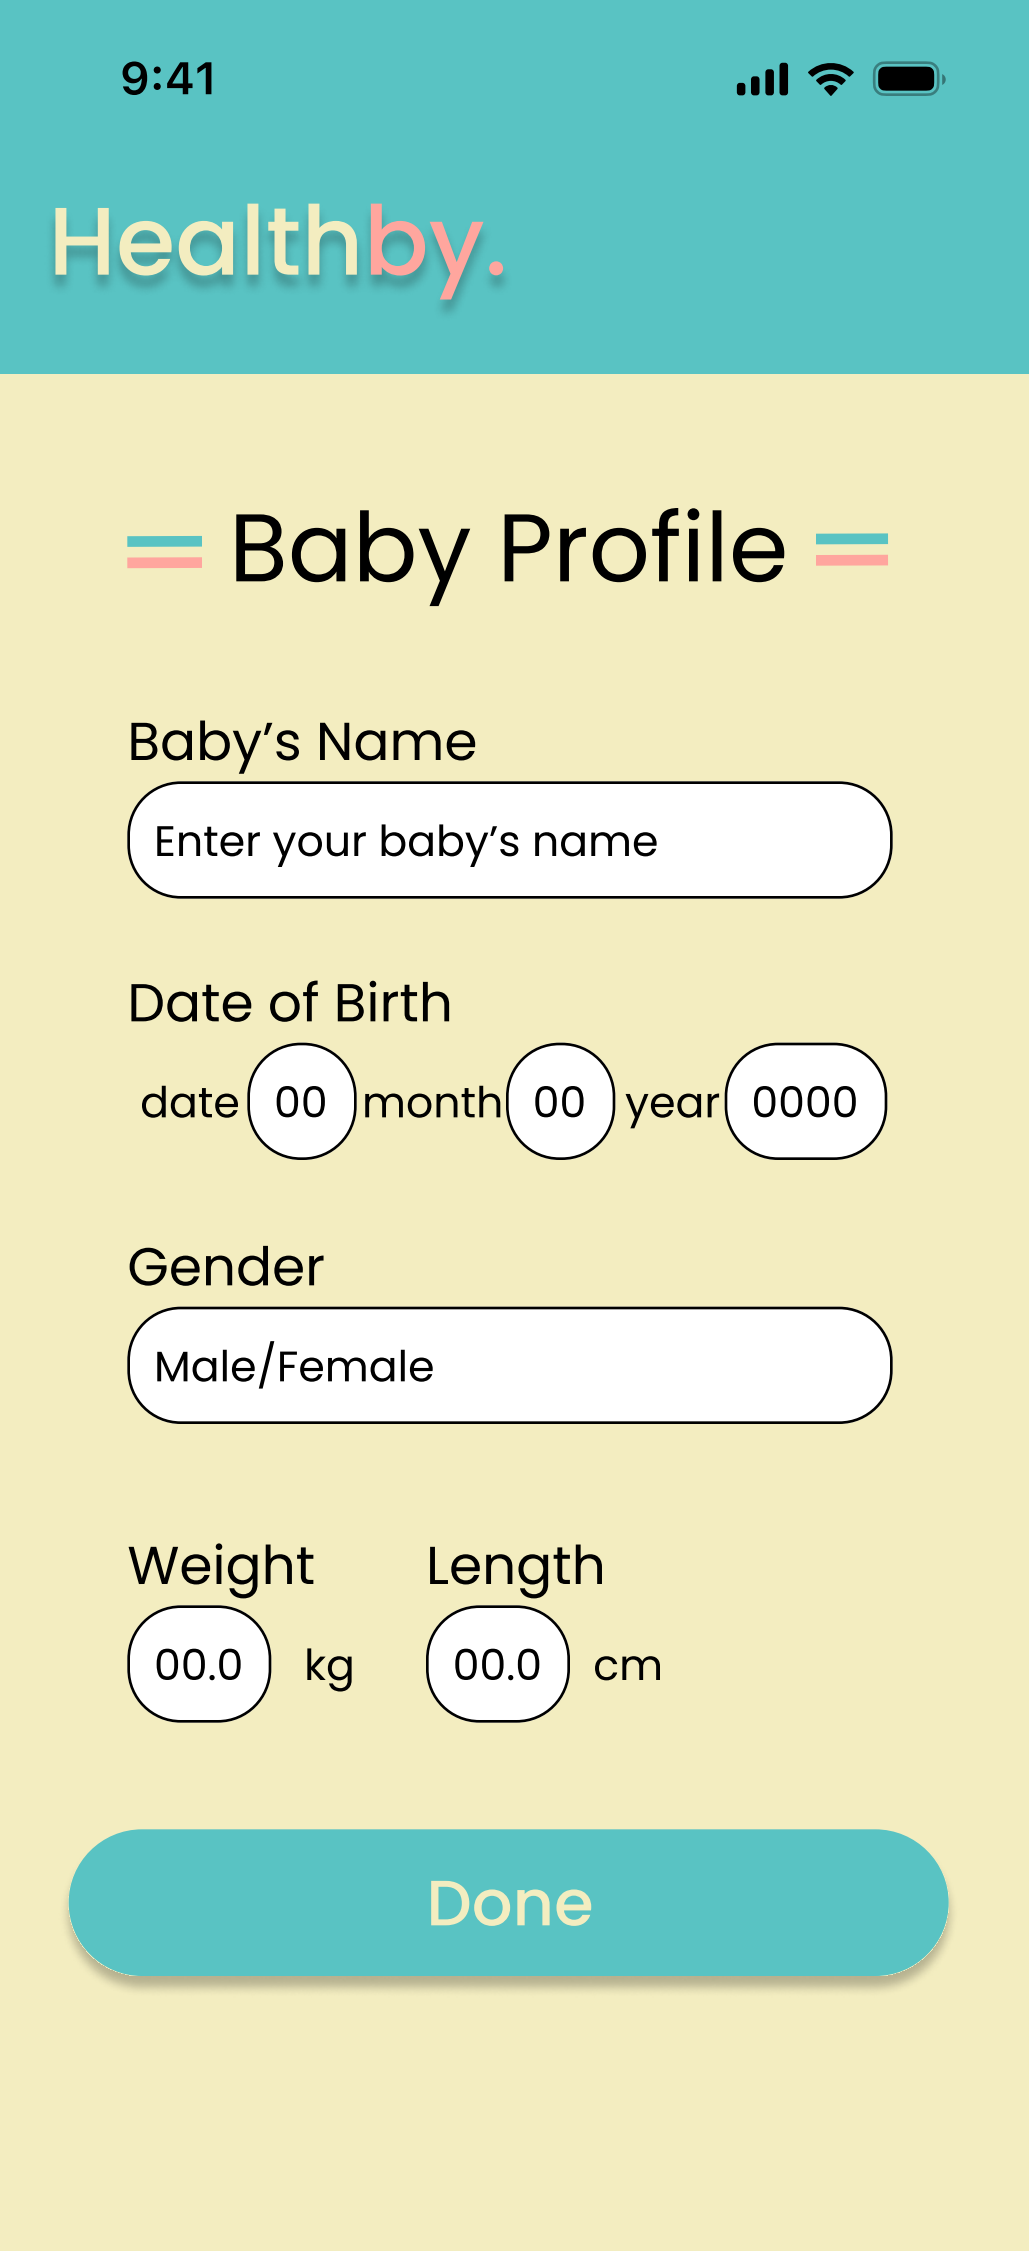 9:41
Healthby.
Baby Profile
Baby’s Name
Enter your baby’s name
Date of Birth
date 00 month 00 year 0000
Gender
Male/Female
Weight Length
00.0 kg 00.0 cm
Done